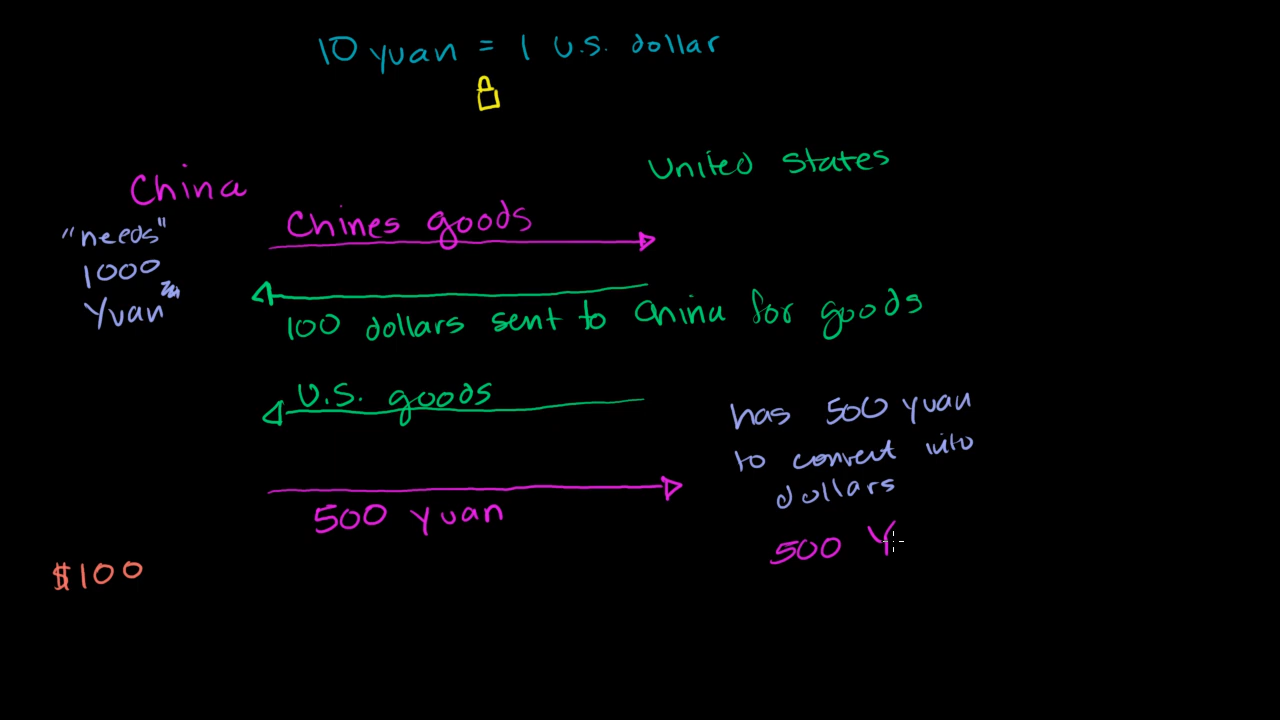 10 yuan = 1 U.S. dollar
United States
China
"needs"
1000
Yuan
Chines goods
100 dollars sent to China for goods
U.S. goods
has 500 yuan
to convert into
dollars
500 yuan
500 Y
$100